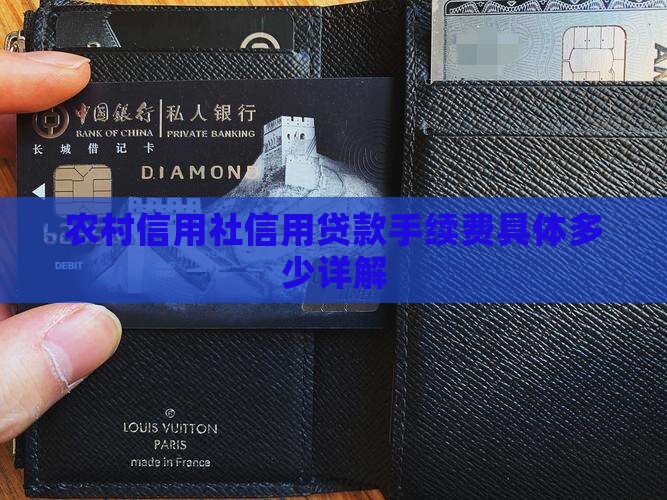 中國銀行 私人银行
BANK OF CHINA PRIVATE BANKING
长城借记卡
DIAMOND
农村信用社信用贷款手续费具体多
少详解
DEBIT
LOUIS VUITTON
PARIS
made in France